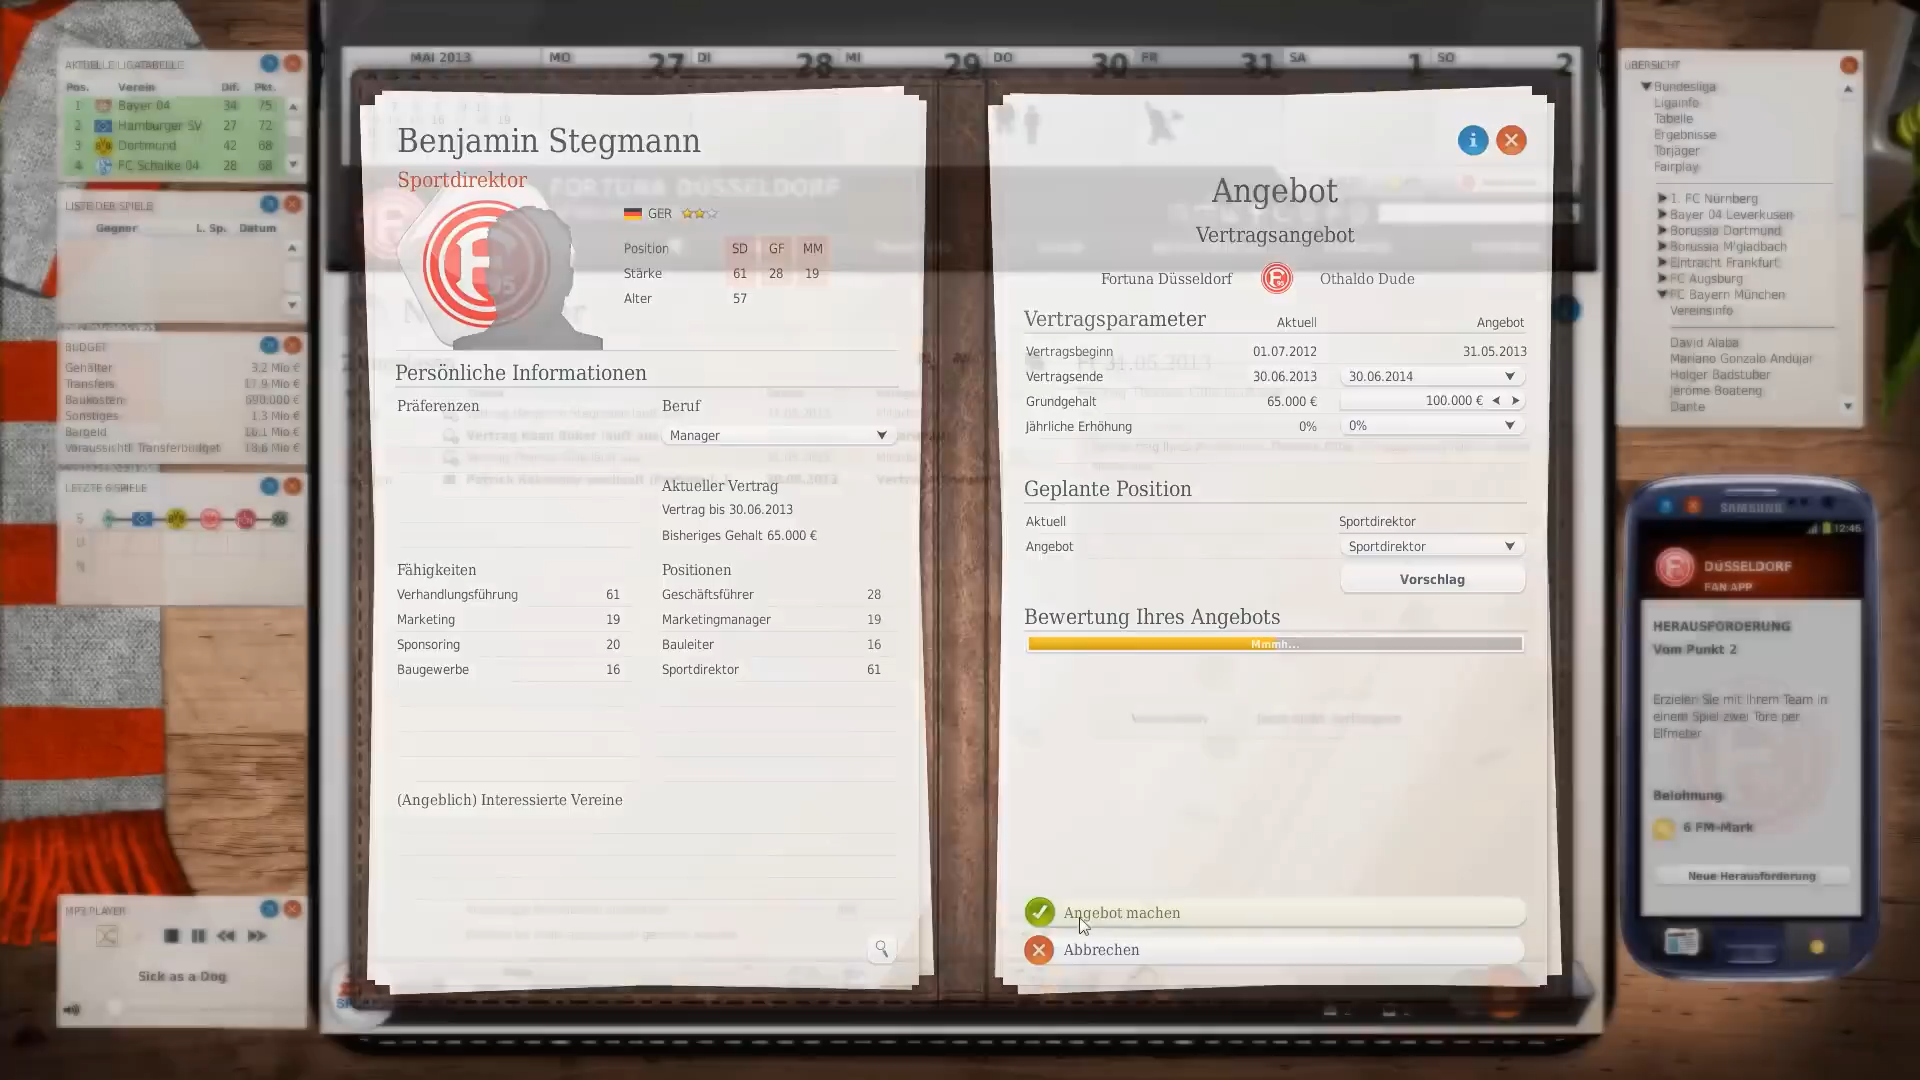 MAI 2013 MO 27 DI 28 MI 29 DO 30 FR 31 SA 1 SO 2
AKTUELLE LIGATABELLE
Pos. Verein Dif. Pkt.
1 Bayer 04 34 75
2 Hamburger SV 27 72
3 Dortmund 42 68
4 FC Schalke 04 28 68
LISTE DER SPIELE
Gegner L. Sp. Datum
BUDGET
Gehälter 3,2 Mio €
Transfers 17,9 Mio €
Baukosten 690.000 €
Sonstiges 1,3 Mio €
Bargeld 16,1 Mio €
Voraussichtl. Transferbudget 18,6 Mio €
LETZTE 6 SPIELE
S
U
N
MP3 PLAYER
Sick as a Dog
FORTUNA DÜSSELDORF
Benjamin Stegmann
Sportdirektor
GER
Position SD GF MM
Stärke 61 28 19
Alter 57
Persönliche Informationen
Präferenzen
Beruf
Manager
Aktueller Vertrag
Vertrag bis 30.06.2013
Bisheriges Gehalt 65.000 €
Fähigkeiten
Verhandlungsführung 61
Marketing 19
Sponsoring 20
Baugewerbe 16
Positionen
Geschäftsführer 28
Marketingmanager 19
Bauleiter 16
Sportdirektor 61
(Angeblich) Interessierte Vereine
Angebot
Vertragsangebot
Fortuna Düsseldorf Othaldo Dude
Vertragsparameter Aktuell Angebot
Vertragsbeginn 01.07.2012 31.05.2013
Vertragsende 30.06.2013 30.06.2014
Grundgehalt 65.000 € 100.000 €
Jährliche Erhöhung 0% 0%
Geplante Position
Aktuell Sportdirektor
Angebot Sportdirektor
Vorschlag
Bewertung Ihres Angebots
Mmmh...
Angebot machen
Abbrechen
ÜBERSICHT
Bundesliga
Ligainfo
Tabelle
Ergebnisse
Torjäger
Fairplay
1. FC Nürnberg
Bayer 04 Leverkusen
Borussia Dortmund
Borussia M'gladbach
Eintracht Frankfurt
FC Augsburg
FC Bayern München
Vereinsinfo
David Alaba
Mariano Gonzalo Andújar
Holger Badstuber
Jérôme Boateng
Dante
SAMSUNG
12:46
DÜSSELDORF
FAN APP
HERAUSFORDERUNG
Vom Punkt 2
Erzielen Sie mit Ihrem Team in
einem Spiel zwei Tore per
Elfmeter
Belohnung
6 FM-Mark
Neue Herausforderung